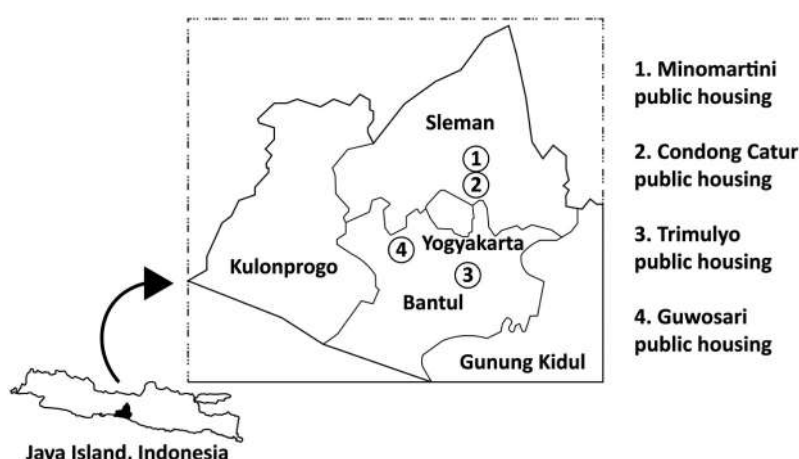 Sleman
1
2
Yogyakarta
4
3
Kulonprogo
Bantul
Gunung Kidul
Java Island, Indonesia
1. Minomartini
public housing
2. Condong Catur
public housing
3. Trimulyo
public housing
4. Guwosari
public housing